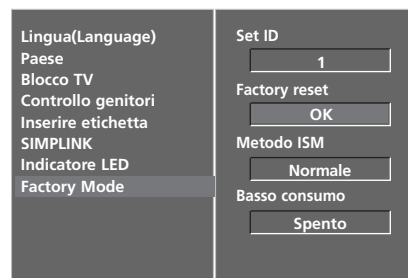 Lingua(Language)
Paese
Blocco TV
Controllo genitori
Inserire etichetta
SIMPLINK
Indicatore LED
Factory Mode
Set ID
1
Factory reset
OK
Metodo ISM
Normale
Basso consumo
Spento